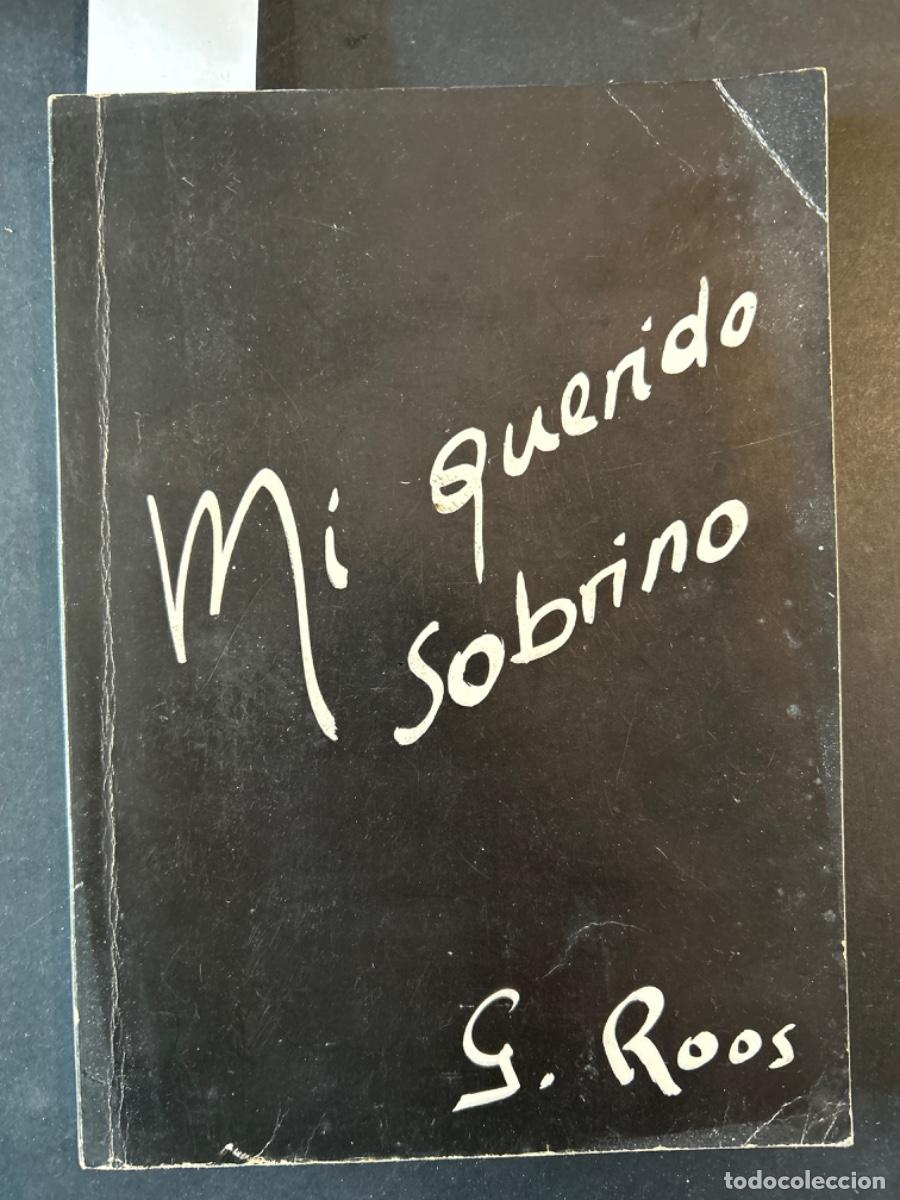 Mi querido
sobrino
G. Roos
todocoleccion